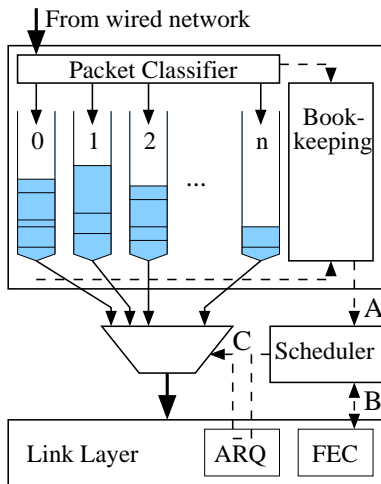 From wired network
Packet Classifier
Book-
keeping
0 1 2 ... n
A
C
Scheduler
B
Link Layer
ARQ
FEC